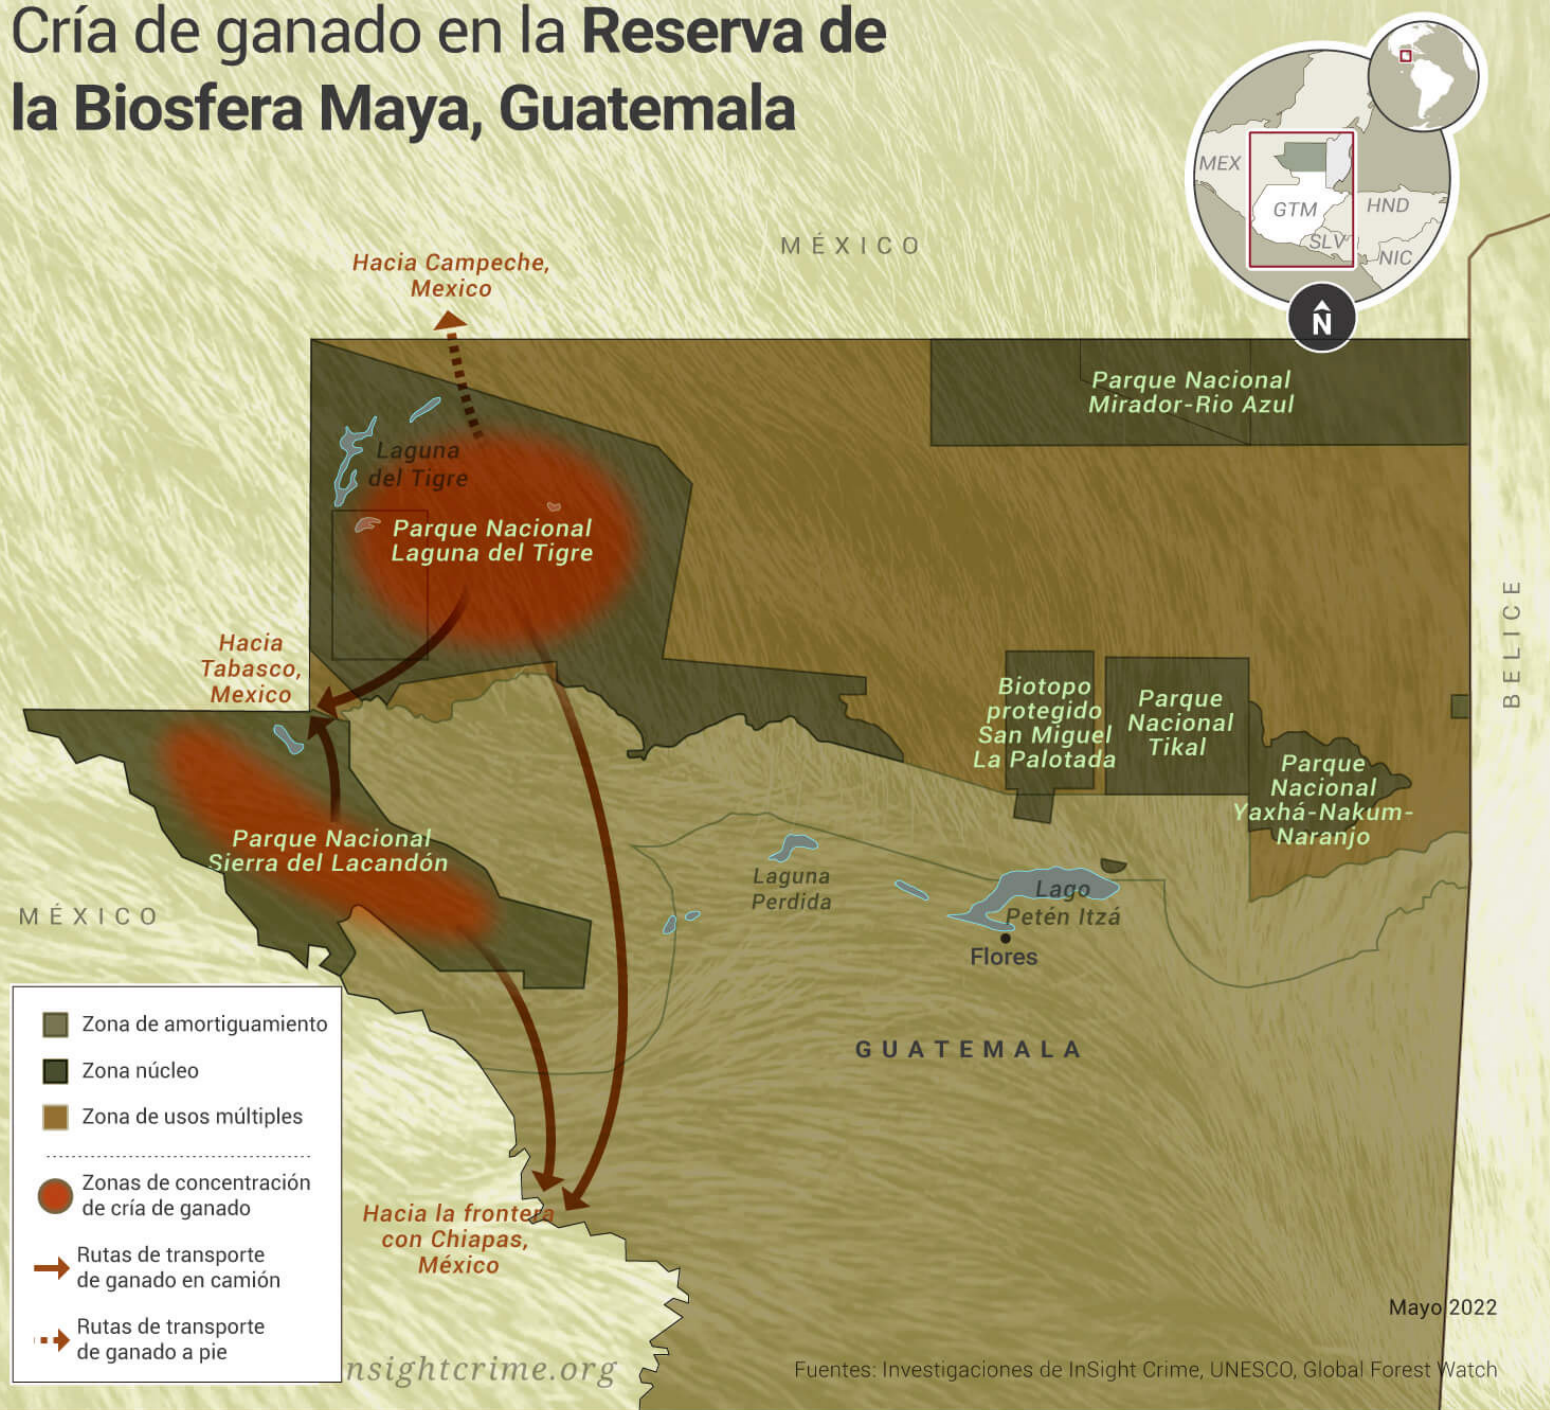 Cría de ganado en la Reserva de
la Biosfera Maya, Guatemala
MEX
GTM
HND
SLV
NIC
N
MÉXICO
Hacia Campeche,
Mexico
Parque Nacional
Mirador-Rio Azul
Laguna
del Tigre
Parque Nacional
Laguna del Tigre
BELICE
Hacia
Tabasco,
Mexico
Biotopo
protegido
San Miguel
La Palotada
Parque
Nacional
Tikal
Parque
Nacional
Yaxhá-Nakum-
Naranjo
Parque Nacional
Sierra del Lacandón
Laguna
Perdida
Lago
Petén Itzá
Flores
MÉXICO
GUATEMALA
Zona de amortiguamiento
Zona núcleo
Zona de usos múltiples
Zonas de concentración
de cría de ganado
Rutas de transporte
de ganado en camión
Rutas de transporte
de ganado a pie
Hacia la frontera
con Chiapas,
México
Mayo 2022
nsightcrime.org
Fuentes: Investigaciones de InSight Crime, UNESCO, Global Forest Watch